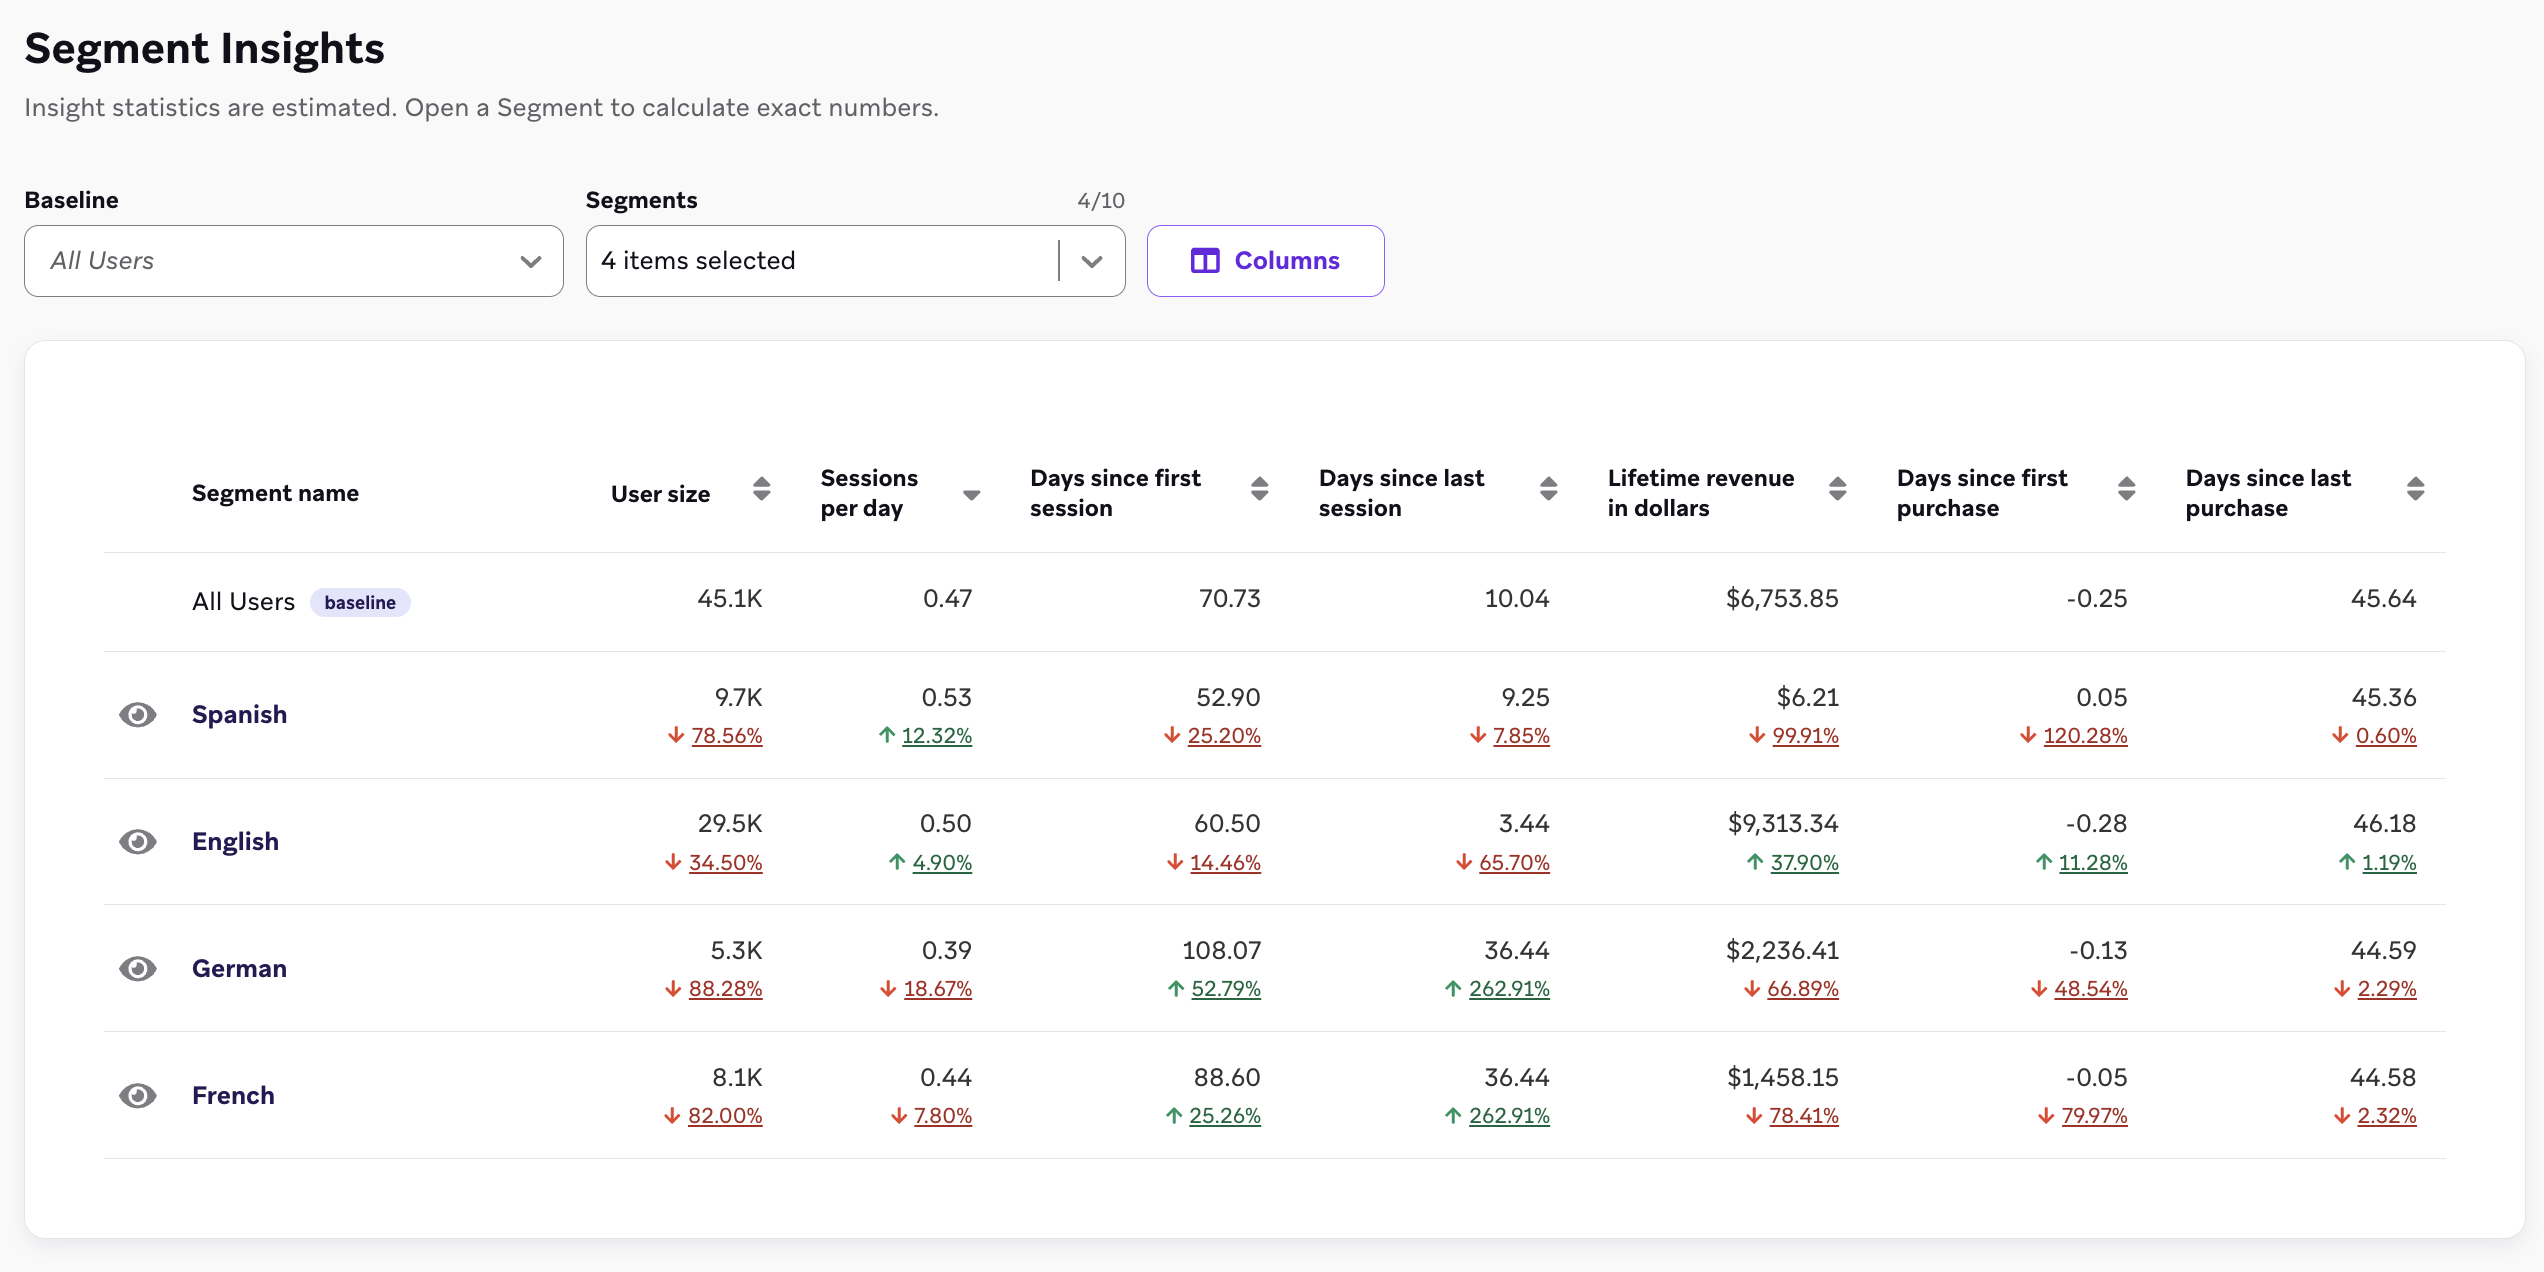 Segment Insights
Insight statistics are estimated. Open a Segment to calculate exact numbers.
Baseline
Segments
4/10
All Users
4 items selected
Columns
Segment name
User size
Sessions
per day
Days since first
session
Days since last
session
Lifetime revenue
in dollars
Days since first
purchase
Days since last
purchase
All Users baseline 45.1K 0.47 70.73 10.04 $6,753.85 -0.25 45.64
Spanish
9.7K 0.53 52.90 9.25 $6.21 0.05 45.36
78.56% 12.32% 25.20% 7.85% 99.91% 120.28% 0.60%
English
29.5K 0.50 60.50 3.44 $9,313.34 -0.28 46.18
34.50% 4.90% 14.46% 65.70% 37.90% 11.28% 1.19%
German
5.3K 0.39 108.07 36.44 $2,236.41 -0.13 44.59
88.28% 18.67% 52.79% 262.91% 66.89% 48.54% 2.29%
French
8.1K 0.44 88.60 36.44 $1,458.15 -0.05 44.58
82.00% 7.80% 25.26% 262.91% 78.41% 79.97% 2.32%